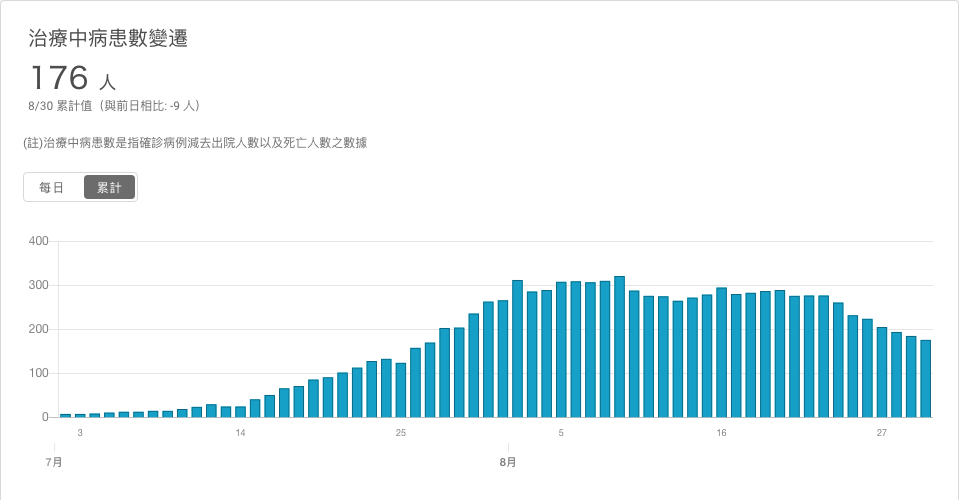 治療中病患數變遷
176 人
8/30 累計值（與前日相比: -9 人）
(註)治療中病患數是指確診病例減去出院人數以及死亡人數之數據
每日 累計
400
300
200
100
0
3 14 25 5 16 27
7月 8月